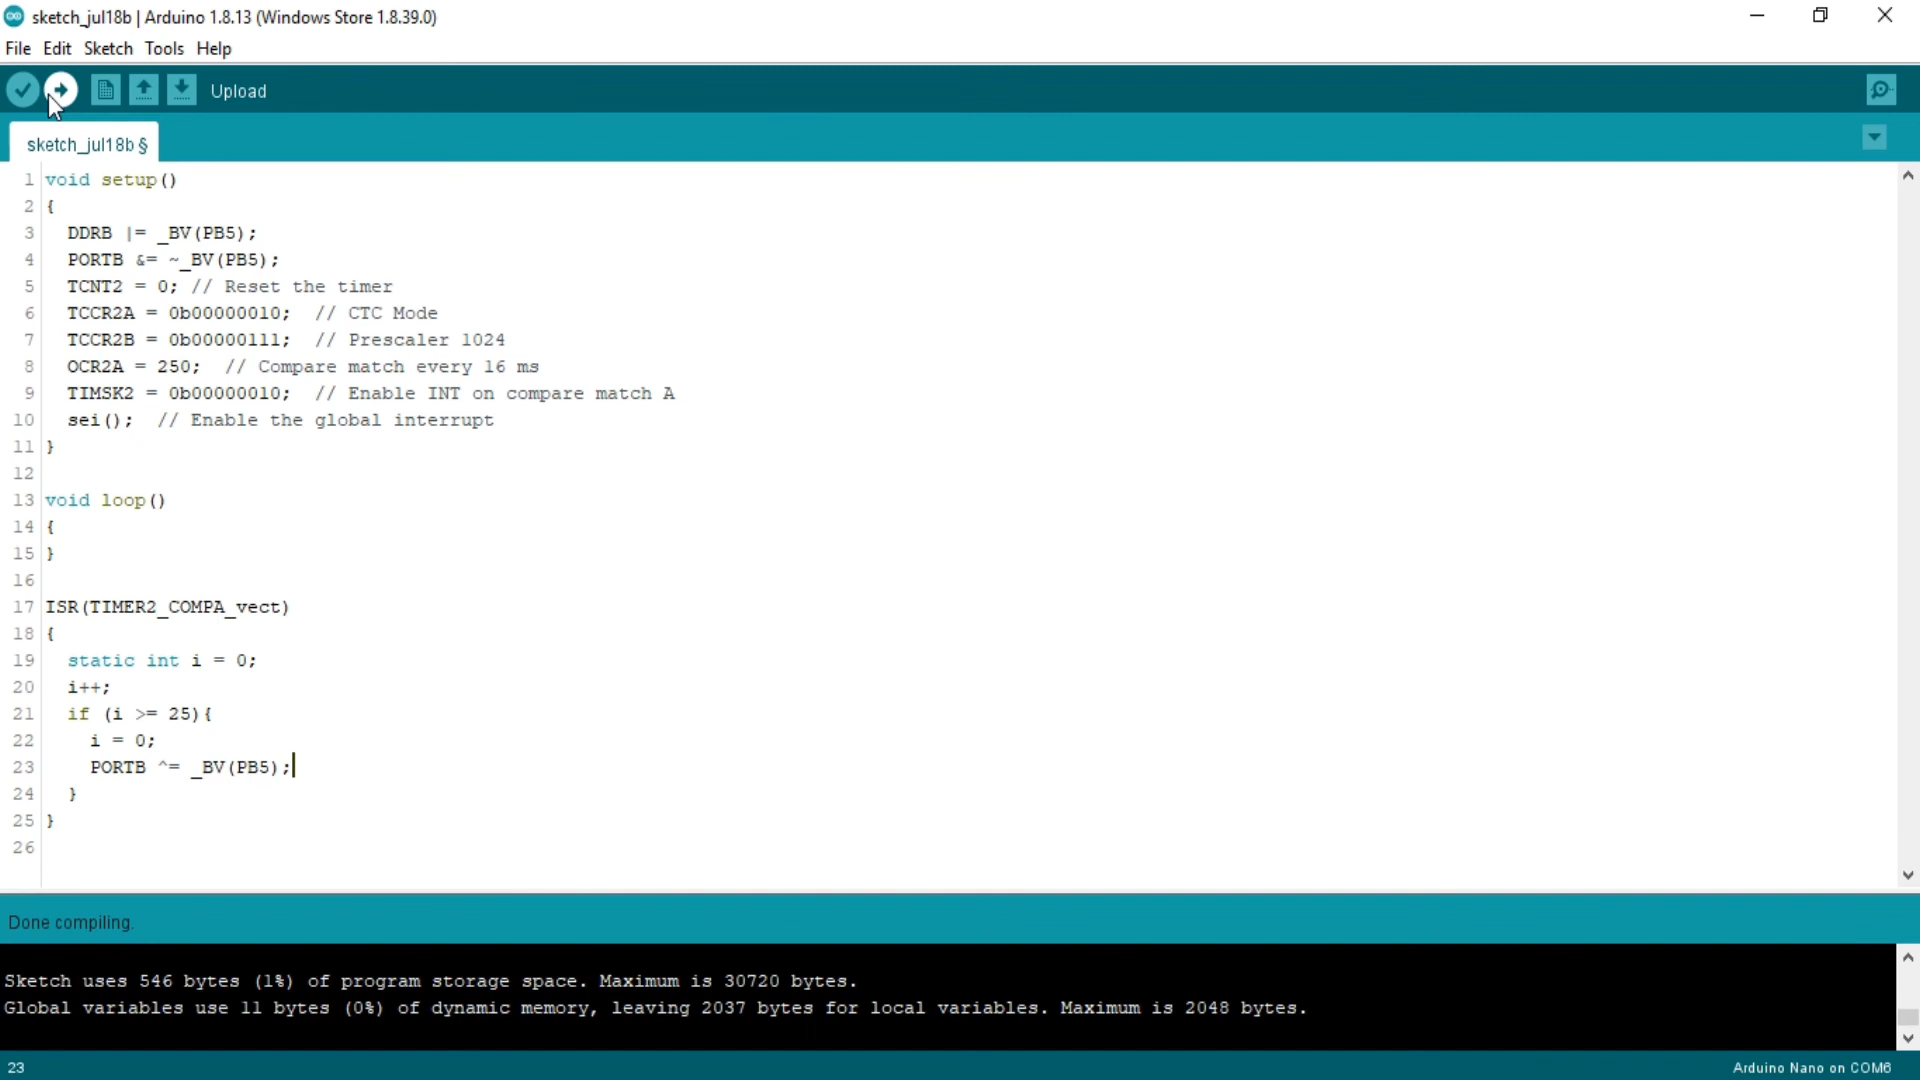 sketch_jul18b | Arduino 1.8.13 (Windows Store 1.8.39.0)
File Edit Sketch Tools Help
Upload
sketch_jul18b §
1 void setup()
2 {
3   DDRB |= _BV(PB5);
4   PORTB &= ~_BV(PB5);
5   TCNT2 = 0; // Reset the timer
6   TCCR2A = 0b00000010;  // CTC Mode
7   TCCR2B = 0b00000111;  // Prescaler 1024
8   OCR2A = 250;  // Compare match every 16 ms
9   TIMSK2 = 0b00000010;  // Enable INT on compare match A
10   sei();  // Enable the global interrupt
11 }
12
13 void loop()
14 {
15 }
16
17 ISR(TIMER2_COMPA_vect)
18 {
19   static int i = 0;
20   i++;
21   if (i >= 25){
22     i = 0;
23     PORTB ^= _BV(PB5);
24   }
25 }
26
Done compiling.
Sketch uses 546 bytes (1%) of program storage space. Maximum is 30720 bytes.
Global variables use 11 bytes (0%) of dynamic memory, leaving 2037 bytes for local variables. Maximum is 2048 bytes.
23 Arduino Nano on COM6